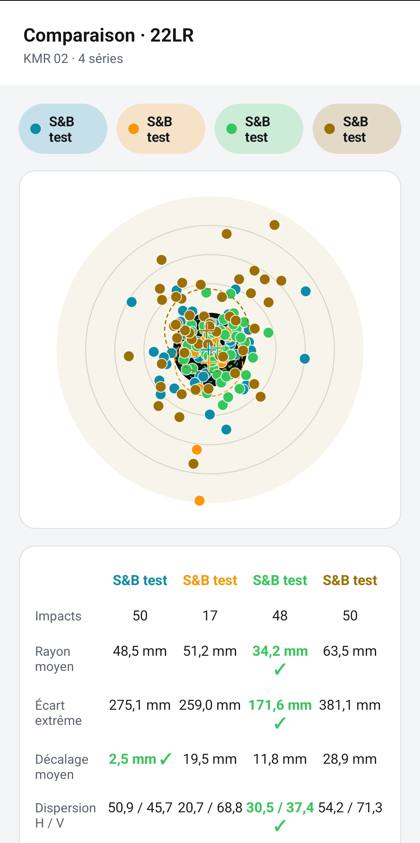 Comparaison · 22LR
KMR 02 · 4 séries
S&B test
S&B test
S&B test
S&B test
S&B test S&B test S&B test S&B test
Impacts 50 17 48 50
Rayon moyen 48,5 mm 51,2 mm 34,2 mm ✓ 63,5 mm
Écart extrême 275,1 mm 259,0 mm 171,6 mm ✓ 381,1 mm
Décalage moyen 2,5 mm ✓ 19,5 mm 11,8 mm 28,9 mm
Dispersion H / V 50,9 / 45,7 20,7 / 68,8 30,5 / 37,4 ✓ 54,2 / 71,3